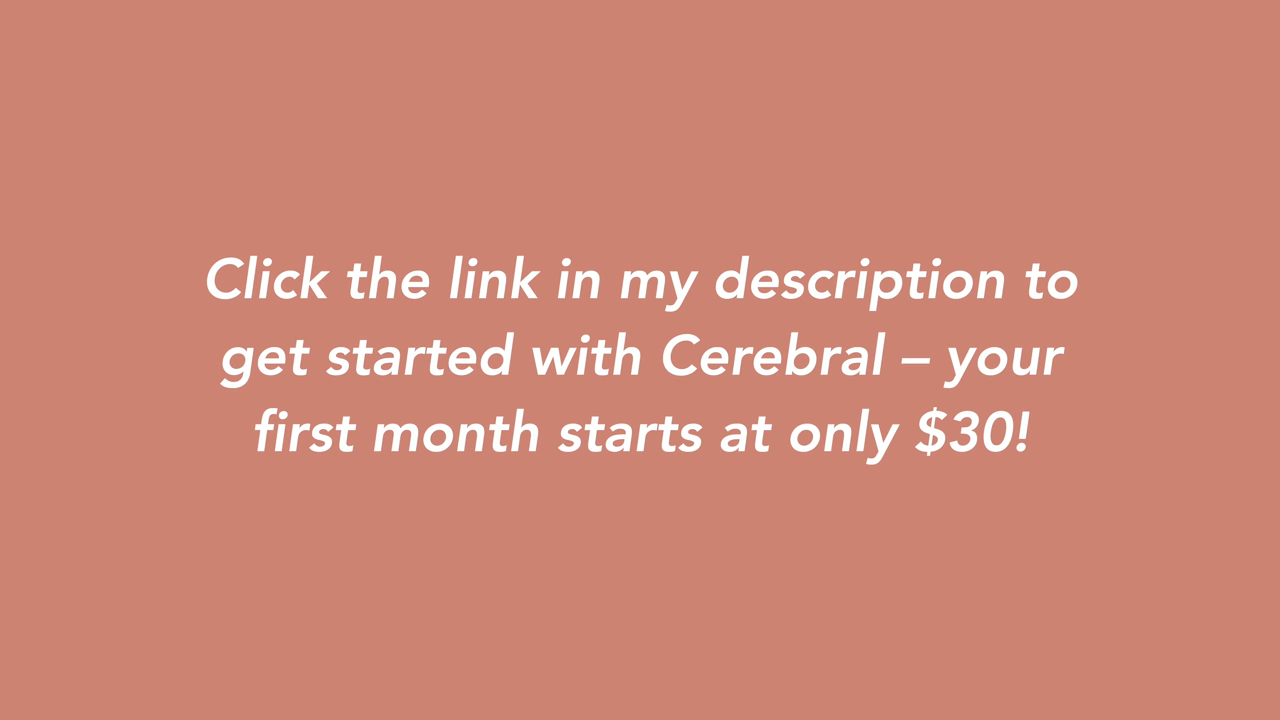 Click the link in my description to
get started with Cerebral – your
first month starts at only $30!